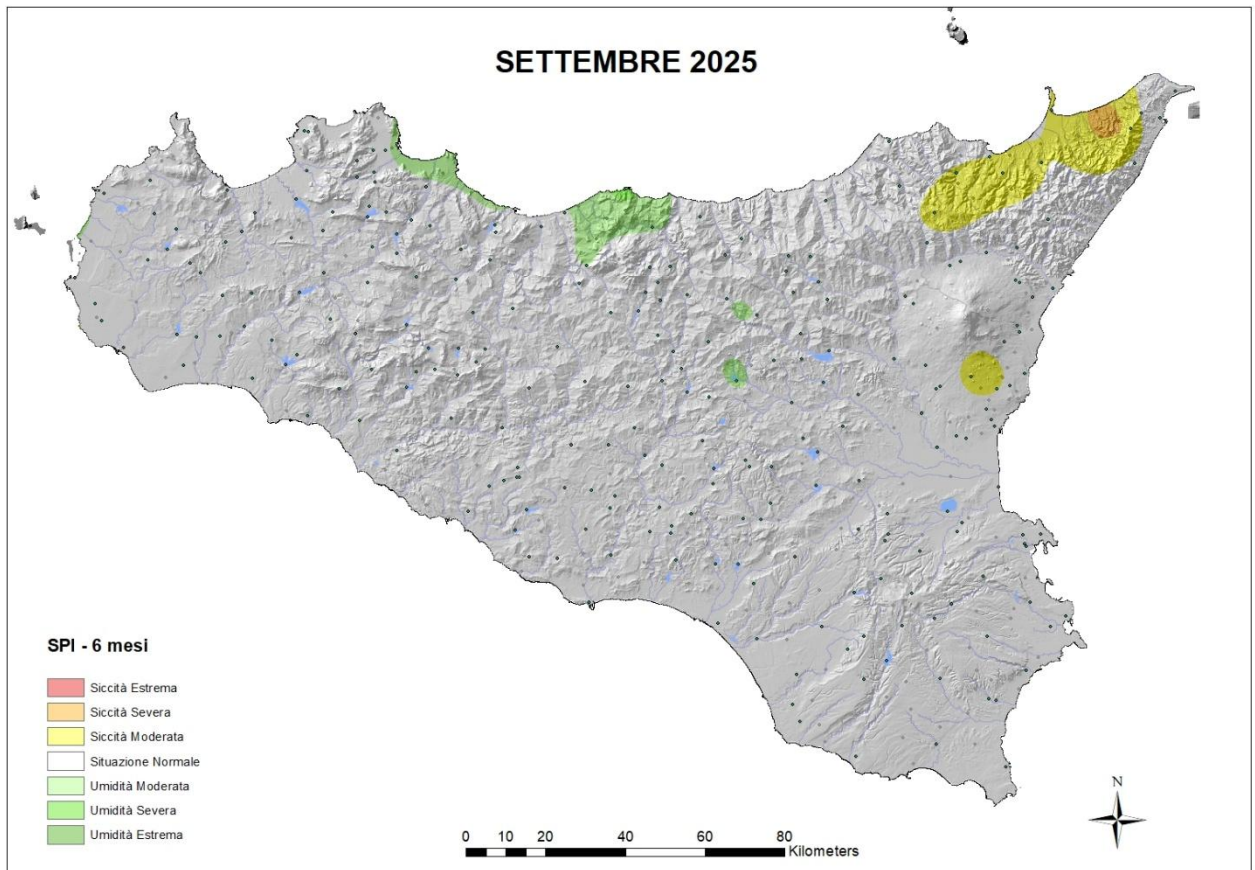 SETTEMBRE 2025
SPI - 6 mesi
Siccità Estrema
Siccità Severa
Siccità Moderata
Situazione Normale
Umidità Moderata
Umidità Severa
Umidità Estrema
N
0 10 20 40 60 80
Kilometers